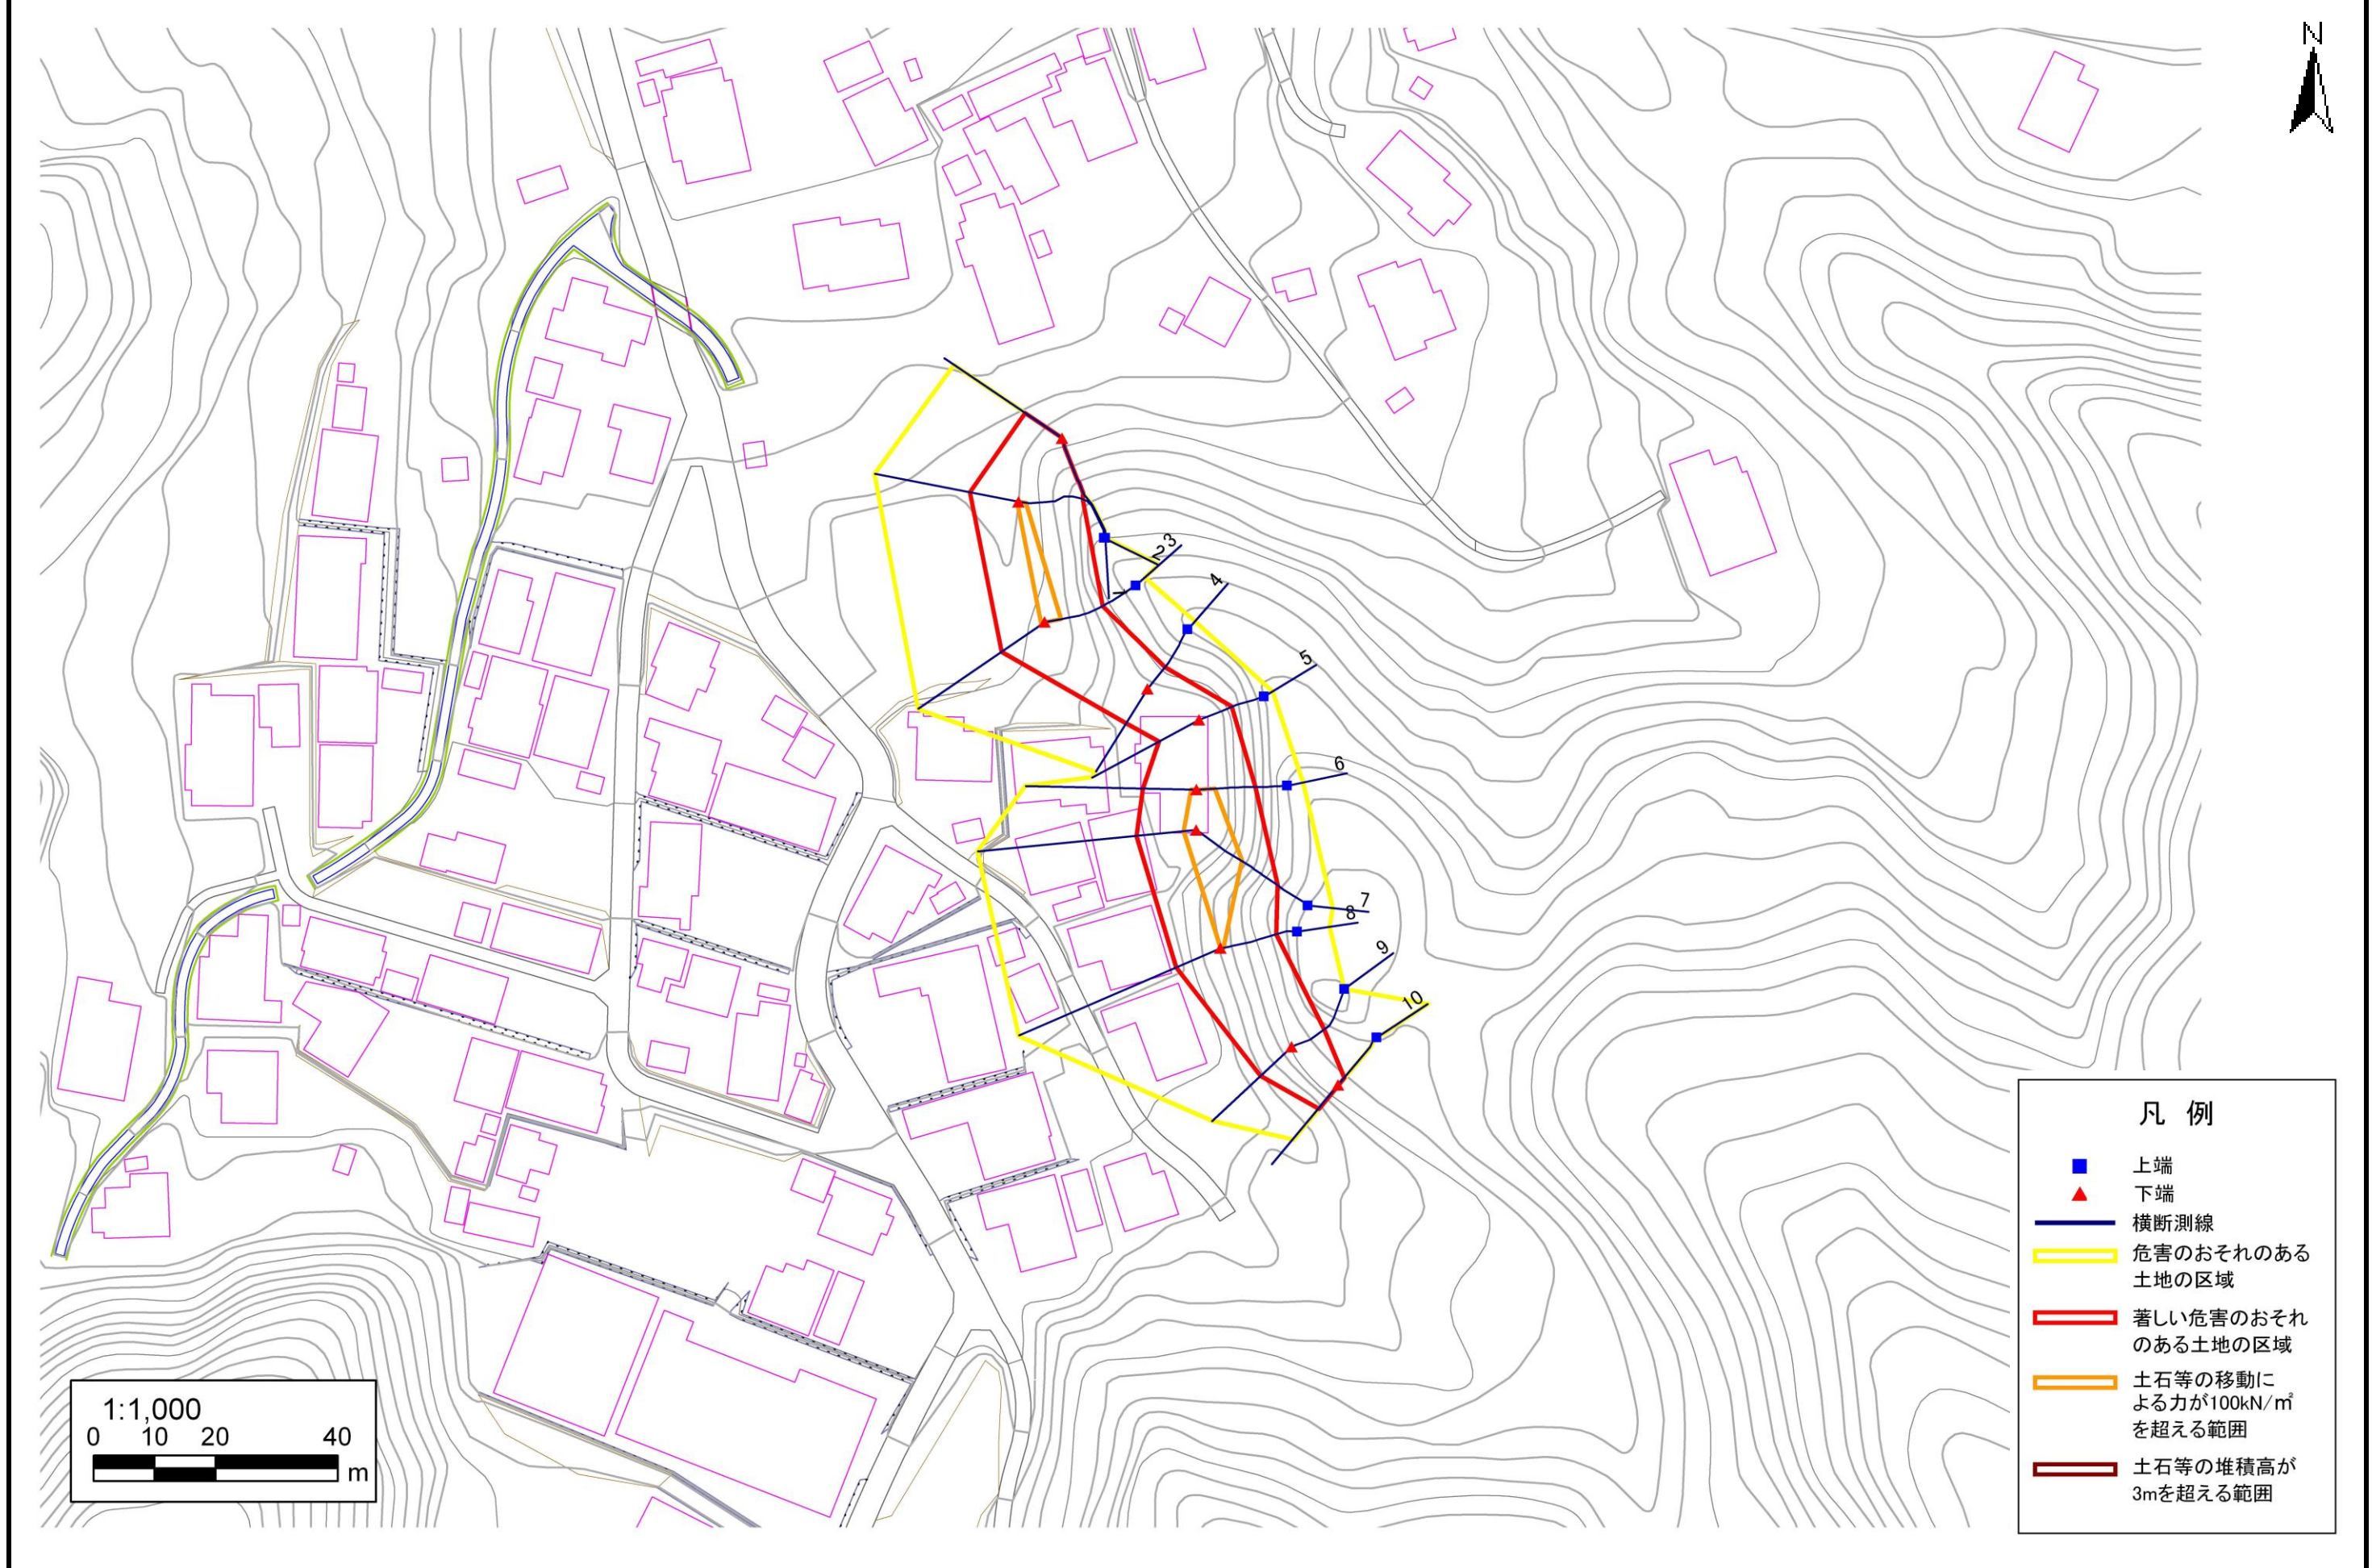 N
3
2
1
4
5
6
7
8
9
10
凡 例
上端
下端
横断測線
危害のおそれのある
土地の区域
著しい危害のおそれ
のある土地の区域
土石等の移動に
よる力が100kN/㎡
を超える範囲
土石等の堆積高が
3mを超える範囲
1:1,000
0 10 20 40
m